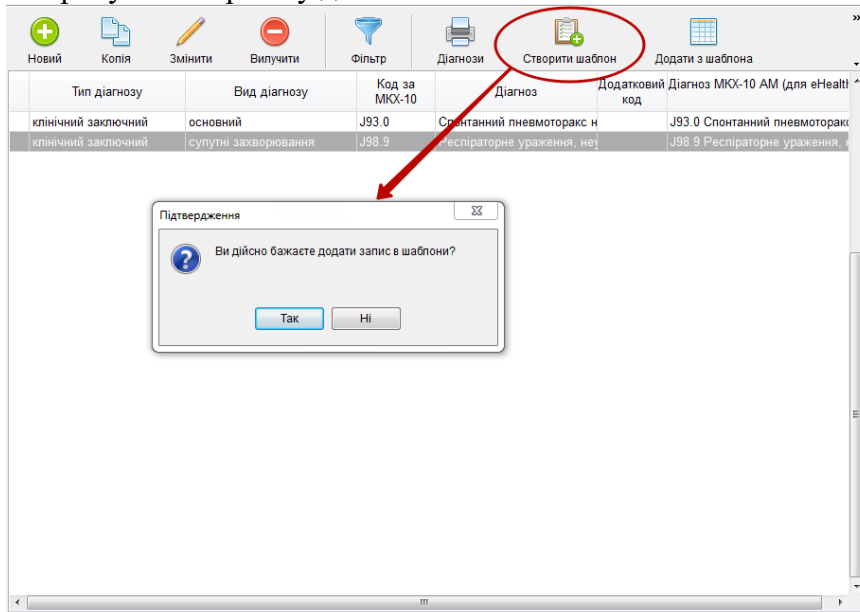 Новий Копія Змінити Вилучити Фільтр Діагнози Створити шаблон Додати з шаблона
Тип діагнозу Вид діагнозу Код за МКХ-10 Діагноз Додатковий код Діагноз МКХ-10 АМ (для eHealth
клінічний заключний основний J93.0 Спонтанний пневмоторакс н J93.0 Спонтанний пневмоторакс
клінічний заключний супутні захворювання J98.9 Респіраторне ураження, неу J98.9 Респіраторне ураження,
Підтвердження
Ви дійсно бажаєте додати запис в шаблони?
Так Ні